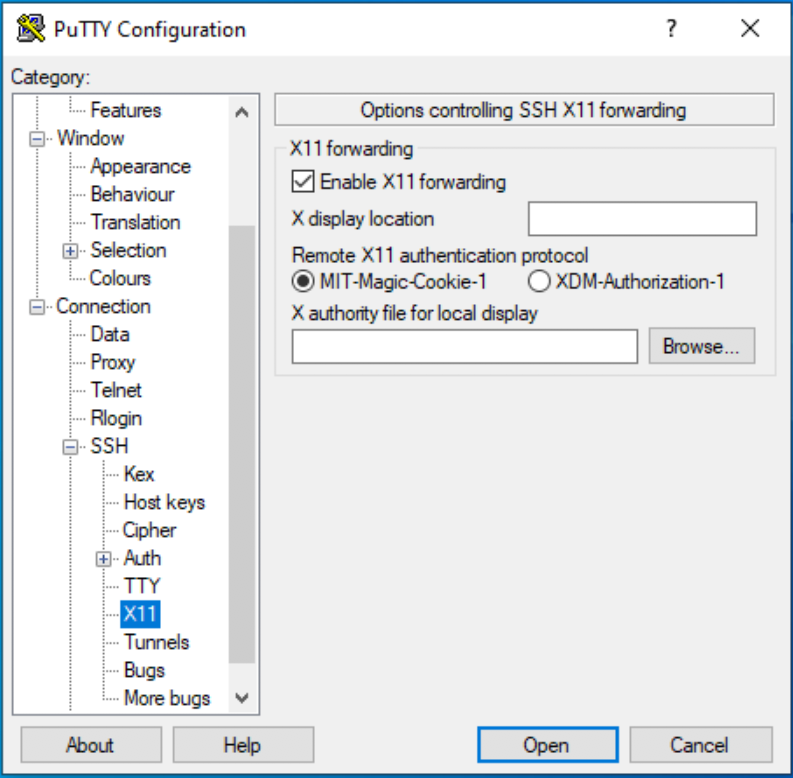 PuTTY Configuration
?
Category:
Features
Window
Appearance
Behaviour
Translation
Selection
Colours
Connection
Data
Proxy
Telnet
Rlogin
SSH
Kex
Host keys
Cipher
Auth
TTY
X11
Tunnels
Bugs
More bugs
Options controlling SSH X11 forwarding
X11 forwarding
Enable X11 forwarding
X display location
Remote X11 authentication protocol
MIT-Magic-Cookie-1 XDM-Authorization-1
X authority file for local display
Browse...
About Help Open Cancel